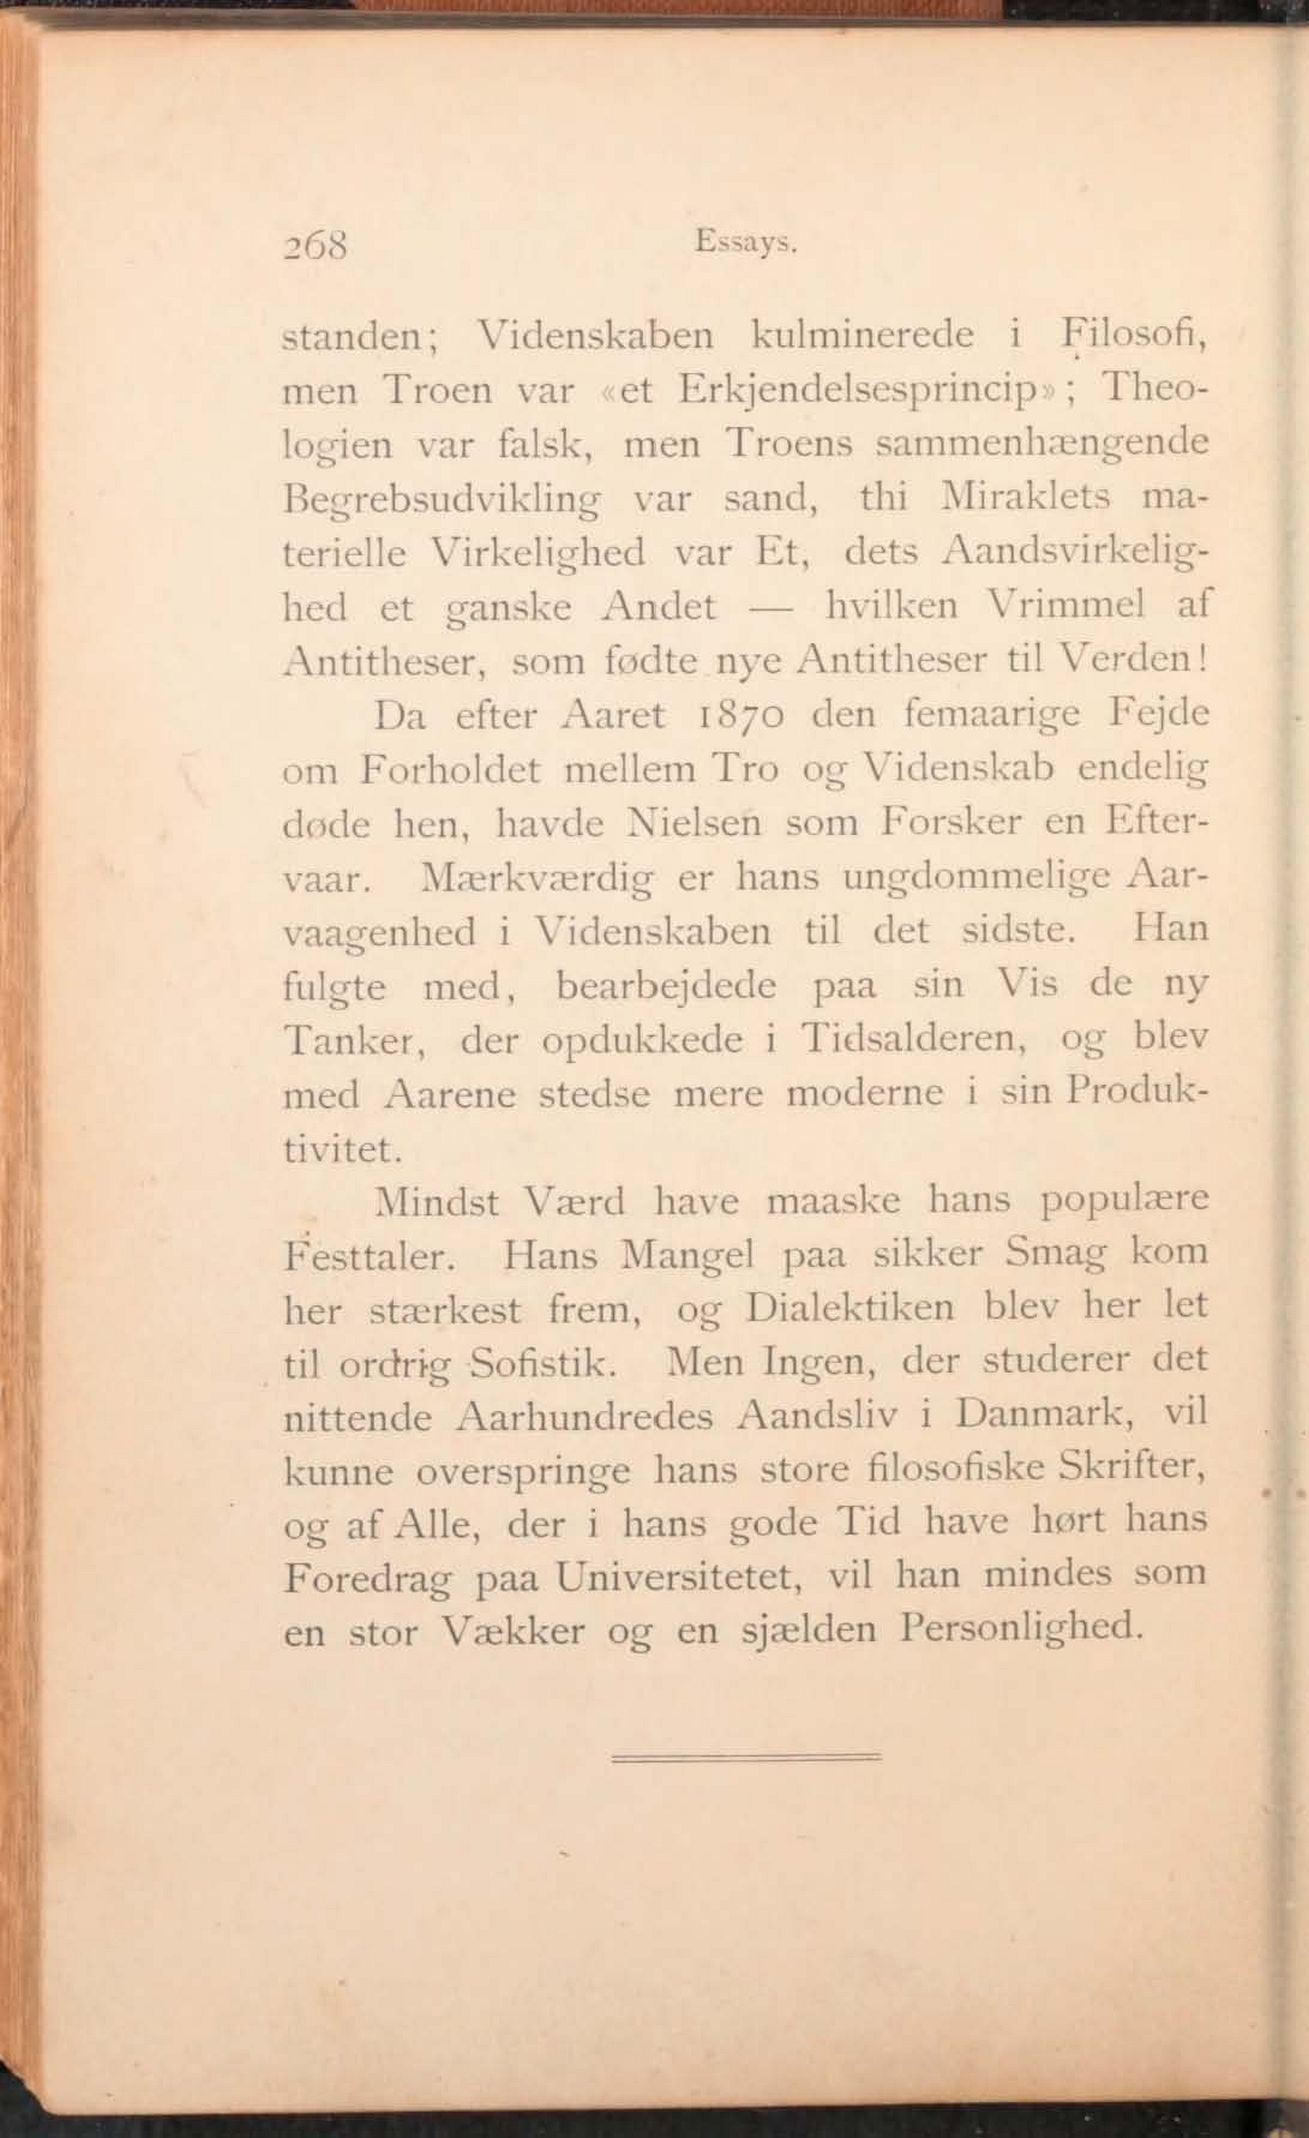 268 Essays.
standen; Videnskaben kulminerede i Filosofi,
men Troen var «et Erkjendelsesprincip»; Theo-
logien var falsk, men Troens sammenhængende
Begrebsudvikling var sand, thi Miraklets ma-
terielle Virkelighed var Et, dets Aandsvirkelig-
hed et ganske Andet — hvilken Vrimmel af
Antitheser, som fødte nye Antitheser til Verden!
Da efter Aaret 1870 den femaarige Fejde
om Forholdet mellem Tro og Videnskab endelig
døde hen, havde Nielsen som Forsker en Efter-
vaar. Mærkværdig er hans ungdommelige Aar-
vaagenhed i Videnskaben til det sidste. Han
fulgte med, bearbejdede paa sin Vis de ny
Tanker, der opdukkede i Tidsalderen, og blev
med Aarene stedse mere moderne i sin Produk-
tivitet.
Mindst Værd have maaske hans populære
Festtaler. Hans Mangel paa sikker Smag kom
her stærkest frem, og Dialektiken blev her let
til ordrig Sofistik. Men Ingen, der studerer det
nittende Aarhundredes Aandsliv i Danmark, vil
kunne overspringe hans store filosofiske Skrifter,
og af Alle, der i hans gode Tid have hørt hans
Foredrag paa Universitetet, vil han mindes som
en stor Vækker og en sjælden Personlighed.